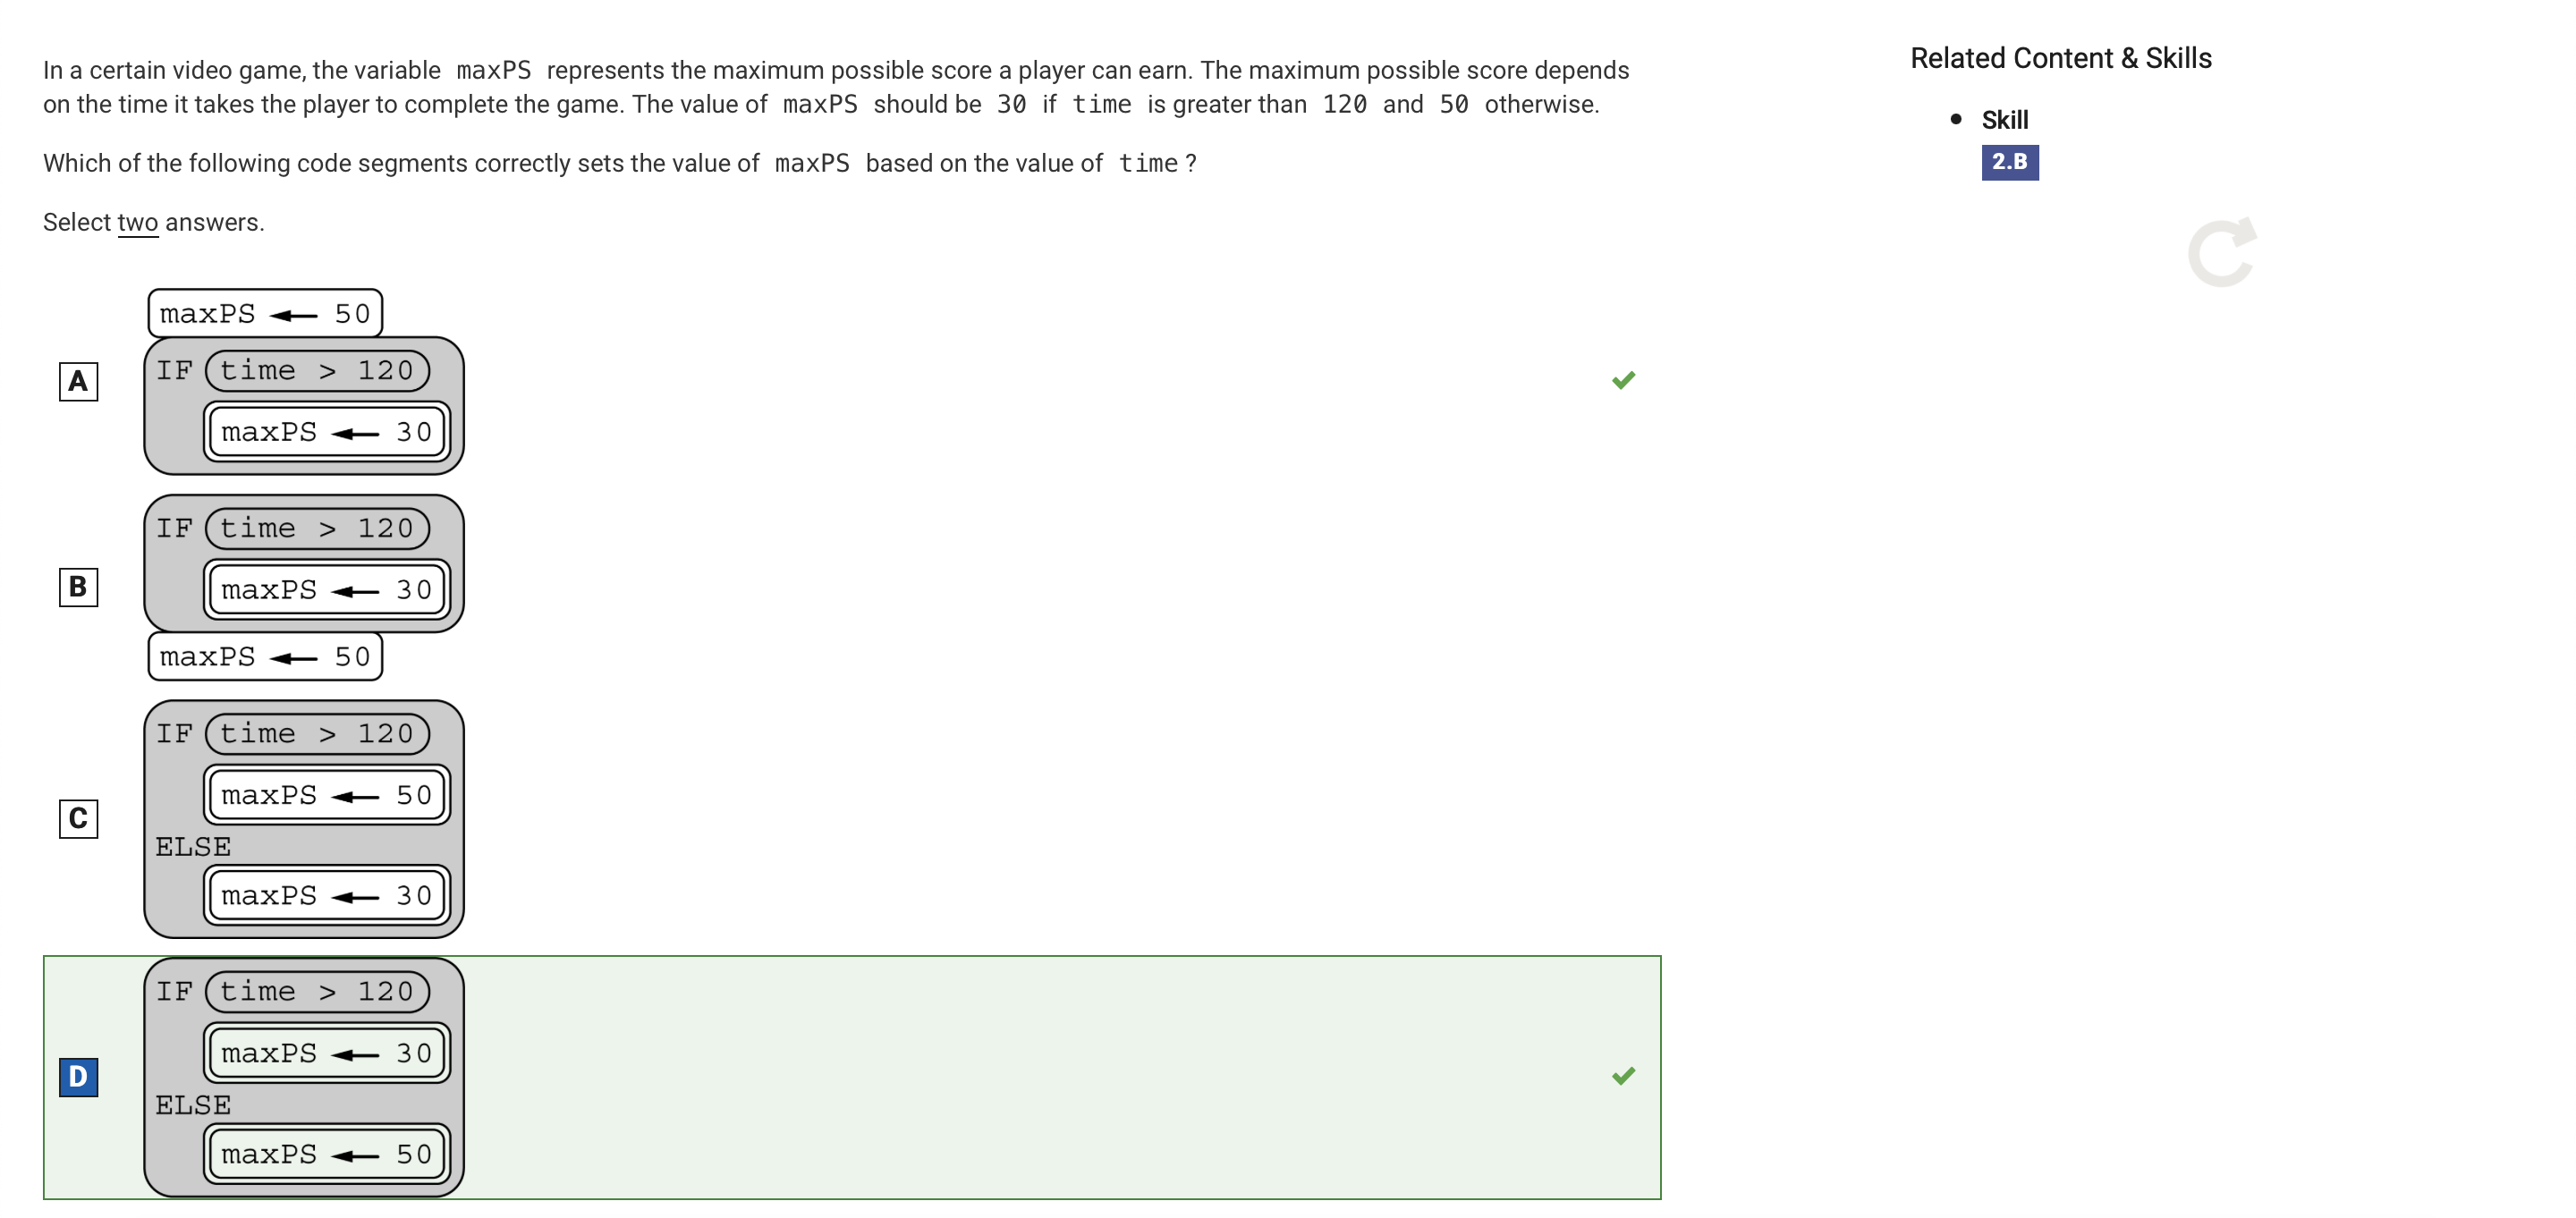 In a certain video game, the variable maxPS represents the maximum possible score a player can earn. The maximum possible score depends
on the time it takes the player to complete the game. The value of maxPS should be 30 if time is greater than 120 and 50 otherwise.
Which of the following code segments correctly sets the value of maxPS based on the value of time ?
Select two answers.
A
maxPS ← 50
IF time > 120
maxPS ← 30
B
IF time > 120
maxPS ← 30
maxPS ← 50
C
IF time > 120
maxPS ← 50
ELSE
maxPS ← 30
D
IF time > 120
maxPS ← 30
ELSE
maxPS ← 50
Related Content & Skills
• Skill
2.B